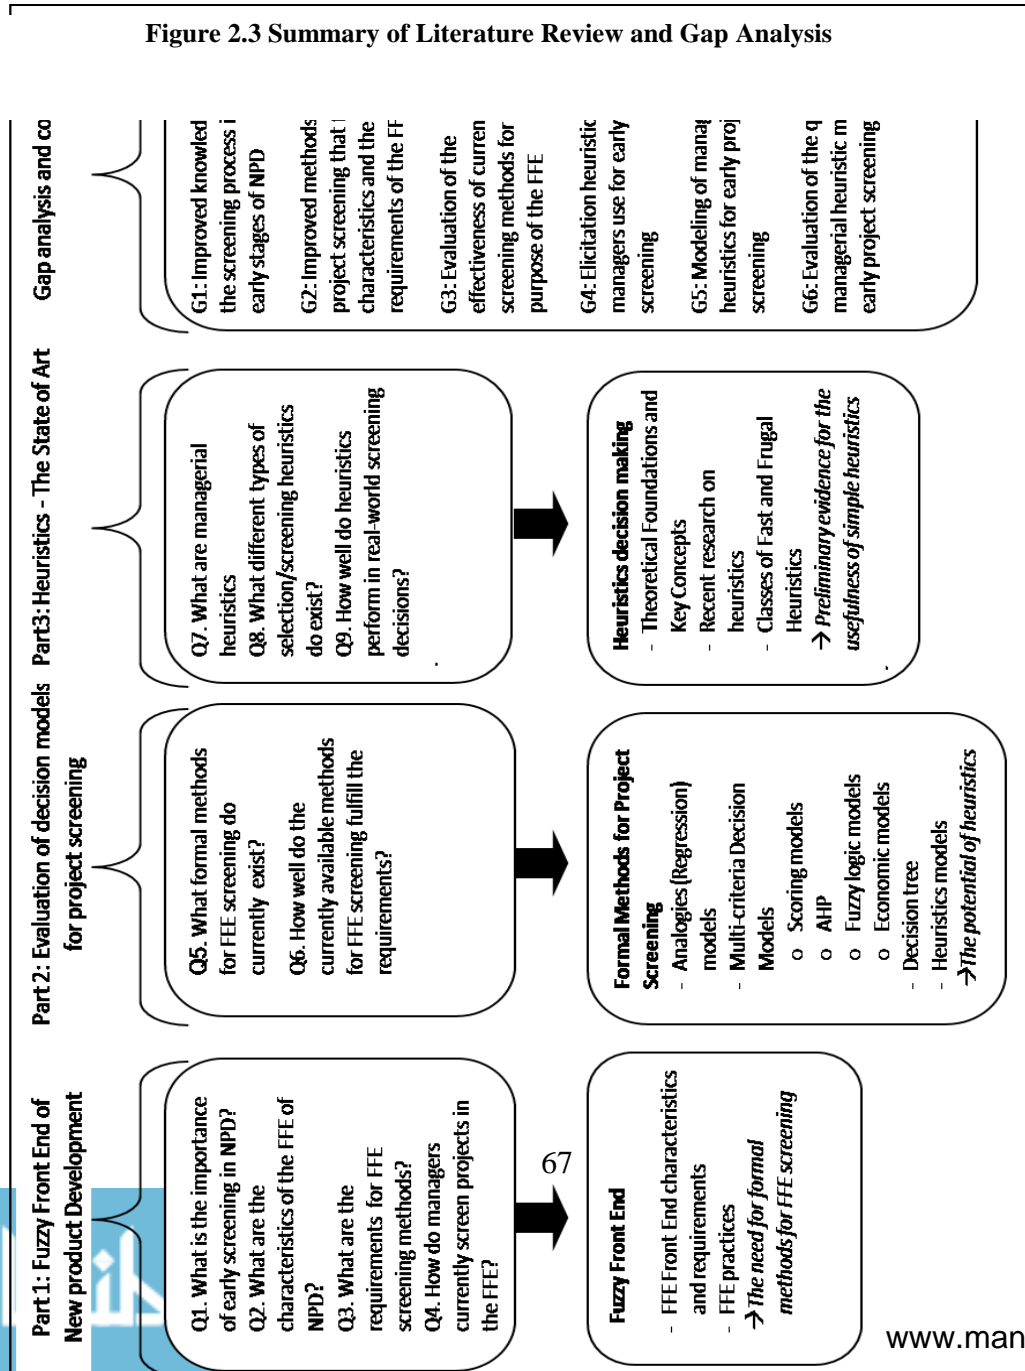 Figure 2.3 Summary of Literature Review and Gap Analysis
Part 1: Fuzzy Front End of
New product Development
Q1. What is the importance
of early screening in NPD?
Q2. What are the
characteristics of the FFE of
NPD?
Q3. What are the
requirements for FFE
screening methods?
Q4. How do managers
currently screen projects in
the FFE?
Fuzzy Front End
- FFE Front End characteristics
and requirements
- FFE practices
→ The need for formal
methods for FFE screening
Part 2: Evaluation of decision models
for project screening
Q5. What formal methods
for FEE screening do
currently exist?
Q6. How well do the
currently available methods
for FFE screening fulfill the
requirements?
Formal Methods for Project
Screening
- Analogies (Regression)
models
- Multi-criteria Decision
Models
o Scoring models
o AHP
o Fuzzy logic models
o Economic models
- Decision tree
- Heuristics models
→The potential of heuristics
Part3: Heuristics - The State of Art
Q7. What are managerial
heuristics
Q8. What different types of
selection/screening heuristics
do exist?
Q9. How well do heuristics
perform in real-world screening
decisions?
Heuristics decision making
- Theoretical Foundations and
Key Concepts
- Recent research on
heuristics
- Classes of Fast and Frugal
Heuristics
→ Preliminary evidence for the
usefulness of simple heuristics
Gap analysis and co
G1: Improved knowled
the screening process i
early stages of NPD
G2: Improved methods
project screening that
characteristics and the
requirements of the FF
G3: Evaluation of the
effectiveness of curren
screening methods for
purpose of the FFE
G4: Elicitation heuristic
managers use for early
screening
G5: Modeling of manag
heuristics for early proj
screening
G6: Evaluation of the q
managerial heuristic m
early project screening
67
www.man